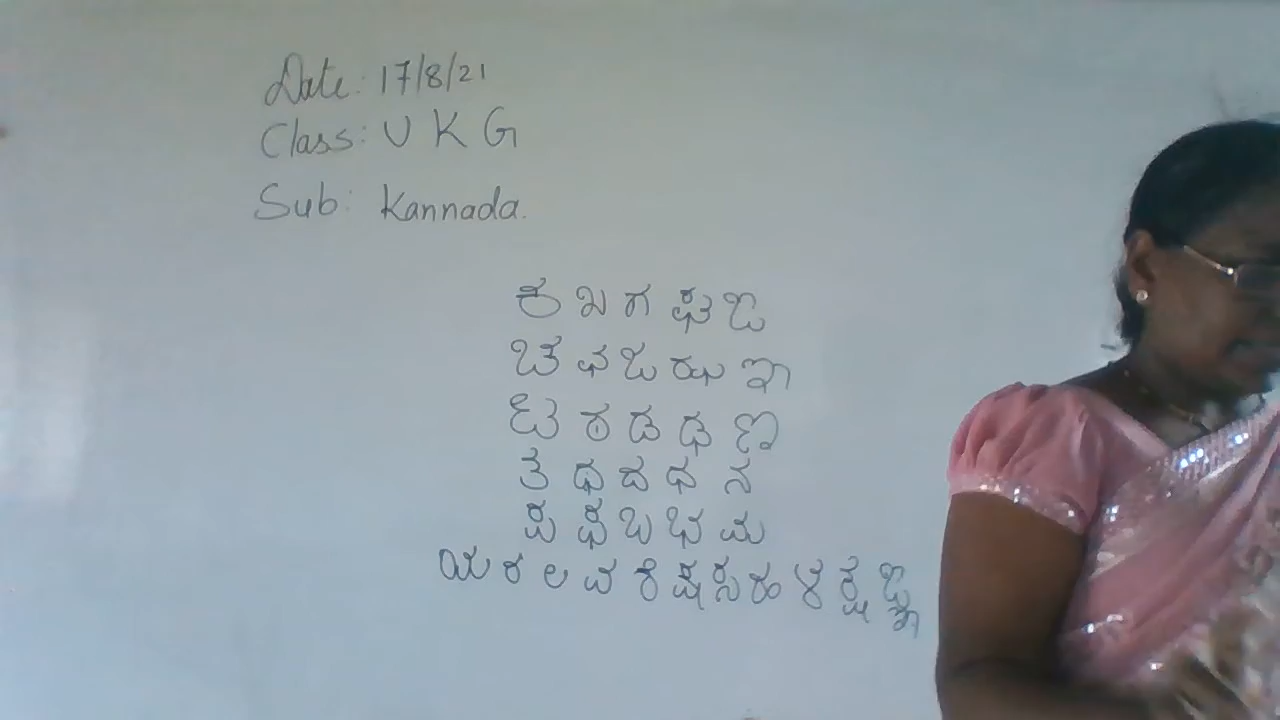 Date: 17/8/21
Class: U K G
Sub: Kannada.
ಕ ಖ ಗ ಘ ಙ
ಚ ಛ ಜ ಝ ಞ
ಟ ಠ ಡ ಢ ಣ
ತ ಥ ದ ಧ ನ
ಪ ಫ ಬ ಭ ಮ
ಯ ರ ಲ ವ ಶ ಷ ಸ ಹ ಳ ಕ್ಷ ಜ್ಞ